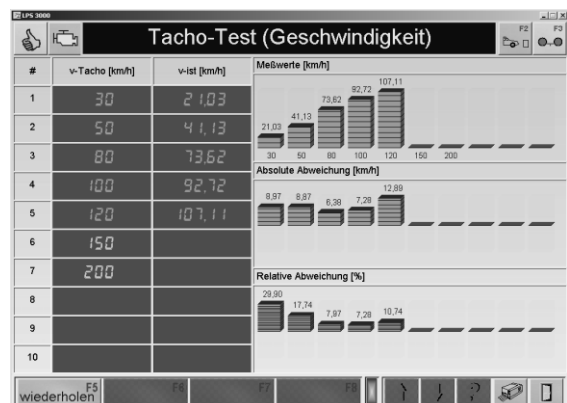 LPS 3000
Tacho-Test (Geschwindigkeit)
F2
F3
# v-Tacho [km/h] v-ist [km/h]
1 30 21,03
2 50 41,13
3 80 73,62
4 100 92,72
5 120 107,11
6 150
7 200
8
9
10
Meßwerte [km/h]
21,03 41,13 73,62 92,72 107,11
30 50 80 100 120 150 200
Absolute Abweichung [km/h]
8,97 8,87 6,38 7,28 12,89
Relative Abweichung [%]
29,90 17,74 7,97 7,28 10,74
F5
wiederholen
F6
F7
F8